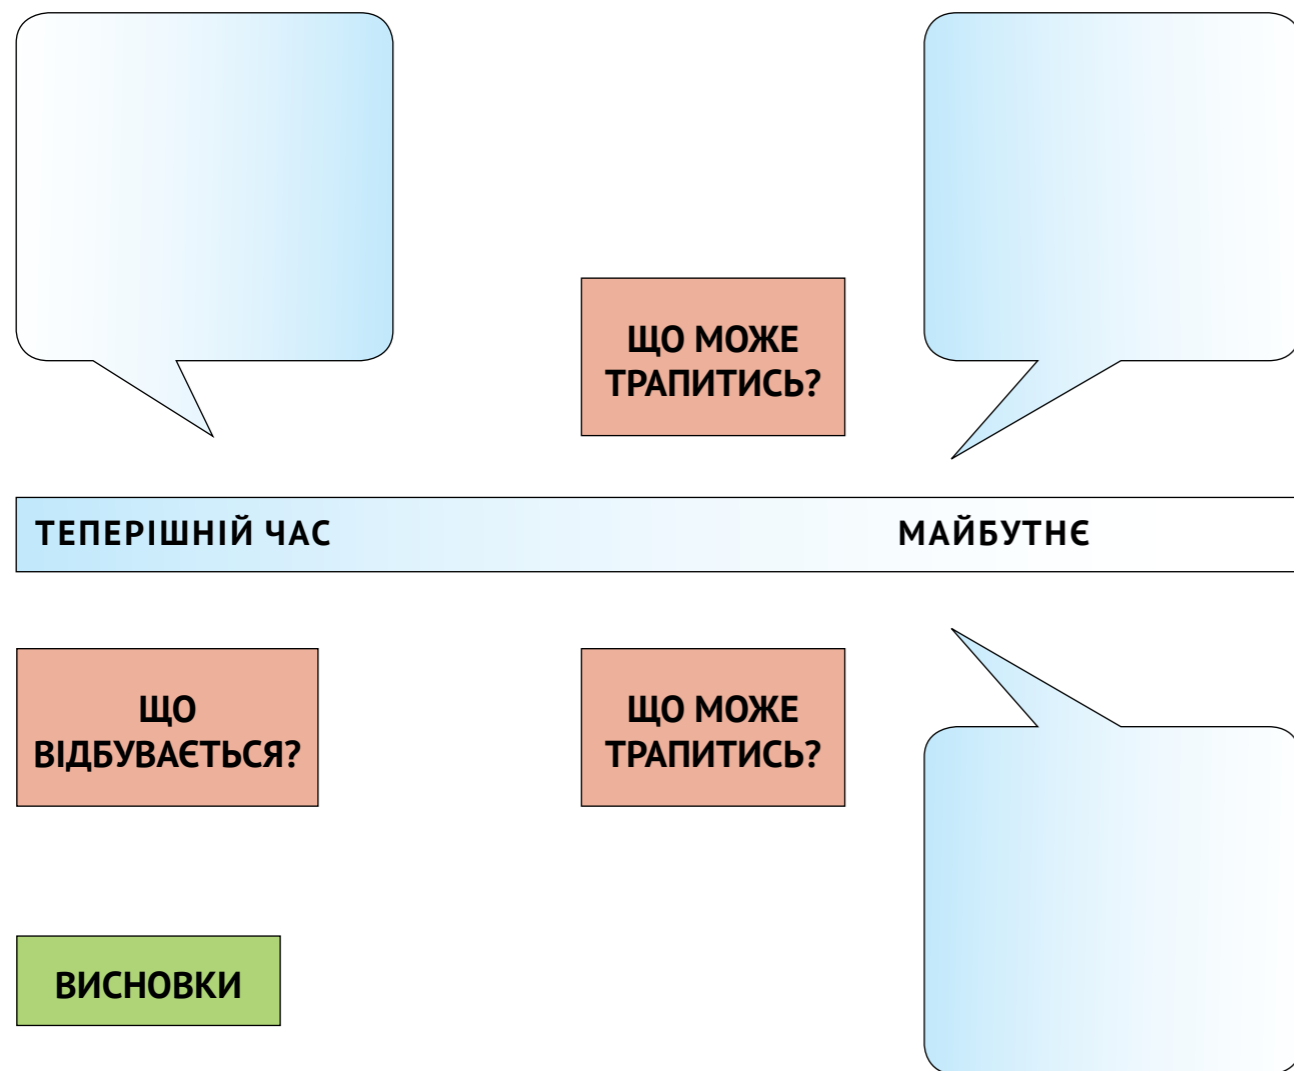 ЩО МОЖЕ
ТРАПИТИСЬ?
ТЕПЕРІШНІЙ ЧАС
МАЙБУТНЄ
ЩО
ВІДБУВАЄТЬСЯ?
ЩО МОЖЕ
ТРАПИТИСЬ?
ВИСНОВКИ